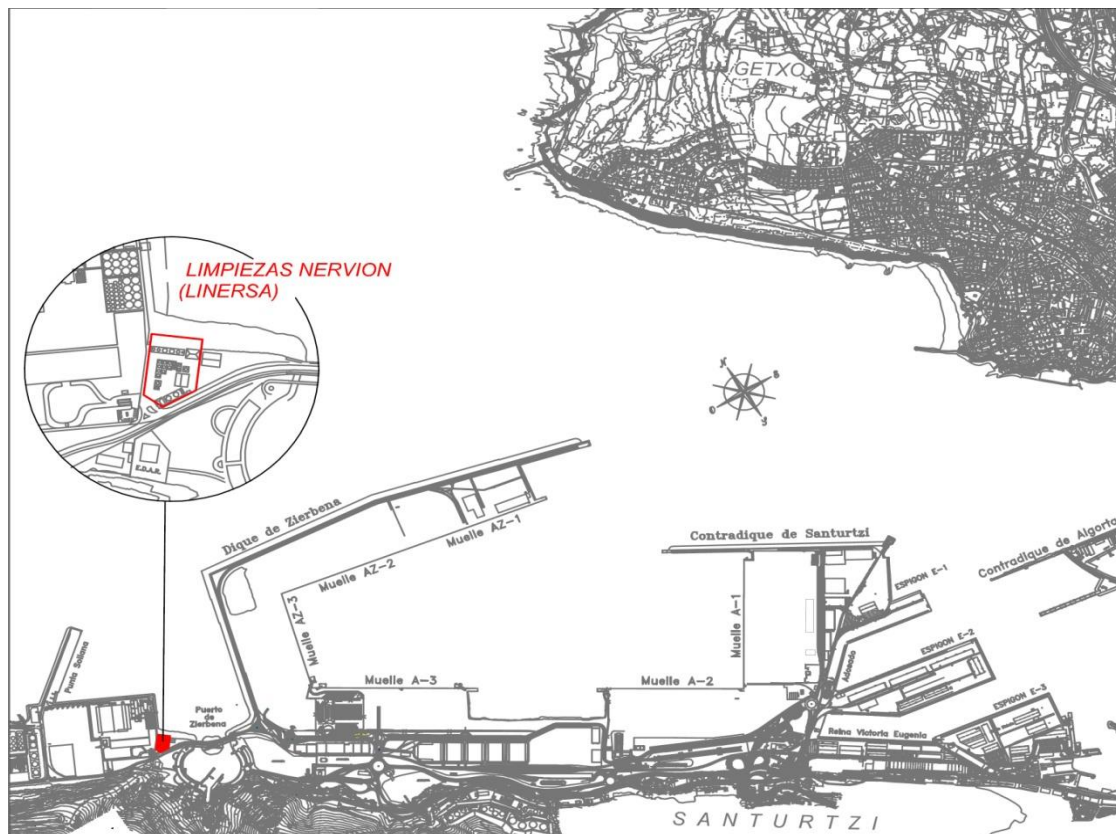 GETXO
LIMPIEZAS NERVION
(LINERSA)
E.D.A.R.
N
E
O
S
Dique de Zierbena
Muelle AZ-1
Muelle AZ-2
Muelle AZ-3
Contradique de Santurtzi
Contradique de Algorta
ESPIGON E-1
Muelle A-1
ESPIGON E-2
Adosado
Punta Sollana
Muelle A-3
Muelle A-2
ESPIGON E-3
Puerto
de
Zierbena
Reina Victoria Eugenia
SANTURTZI